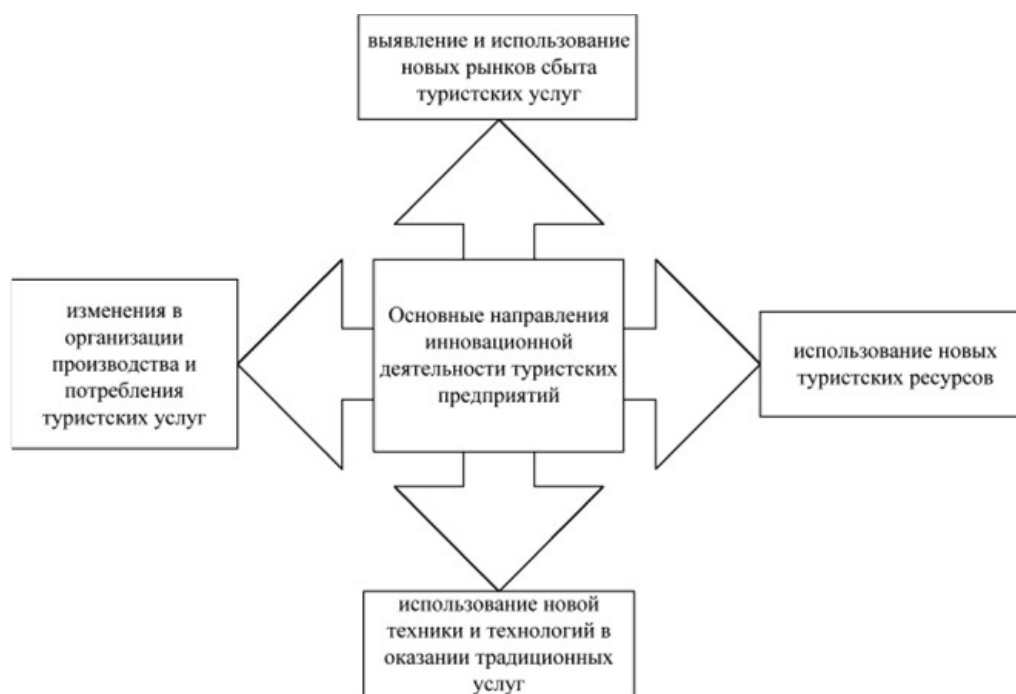 выявление и использование
новых рынков сбыта
туристских услуг
изменения в
организации
производства и
потребления
туристских услуг
Основные направления
инновационной
деятельности туристских
предприятий
использование новых
туристских ресурсов
использование новой
техники и технологий в
оказании традиционных
услуг